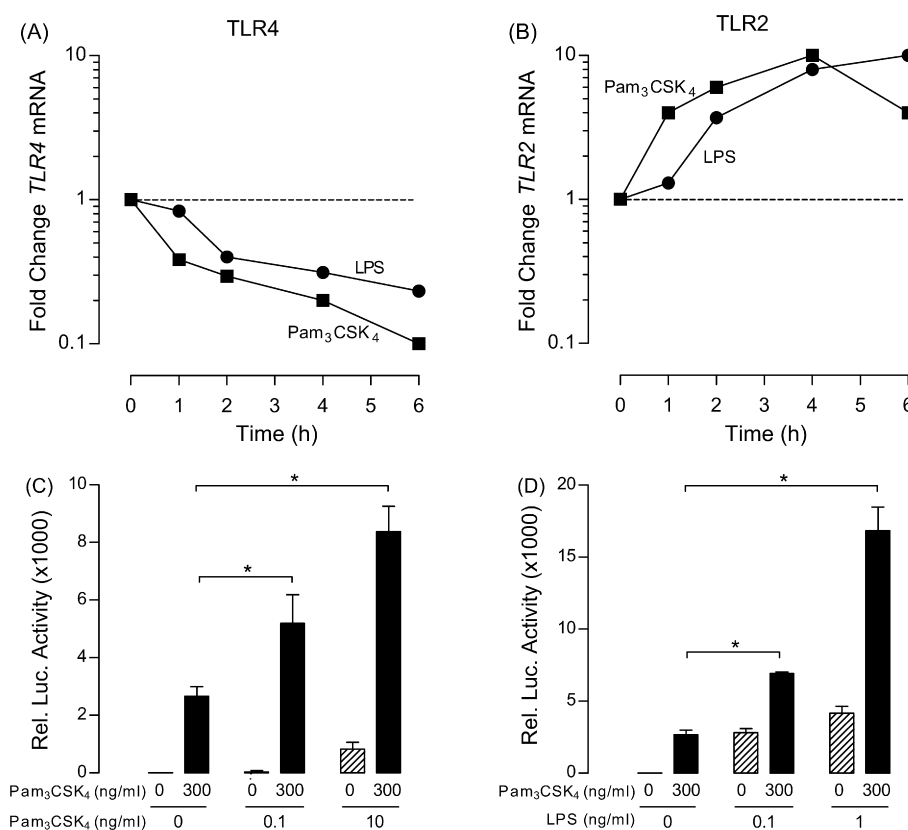 (A)
TLR4
Fold Change TLR4 mRNA
10
1
0.1
LPS
Pam3CSK4
0 1 2 3 4 5 6
Time (h)
(B)
TLR2
Fold Change TLR2 mRNA
10
1
0.1
Pam3CSK4
LPS
0 1 2 3 4 5 6
Time (h)
(C)
Rel. Luc. Activity (x1000)
10
8
6
4
2
0
*
*
Pam3CSK4 (ng/ml) 0 300 0 300 0 300
Pam3CSK4 (ng/ml) 0 0.1 10
(D)
Rel. Luc. Activity (x1000)
20
15
10
5
0
*
*
Pam3CSK4 (ng/ml) 0 300 0 300 0 300
LPS (ng/ml) 0 0.1 1